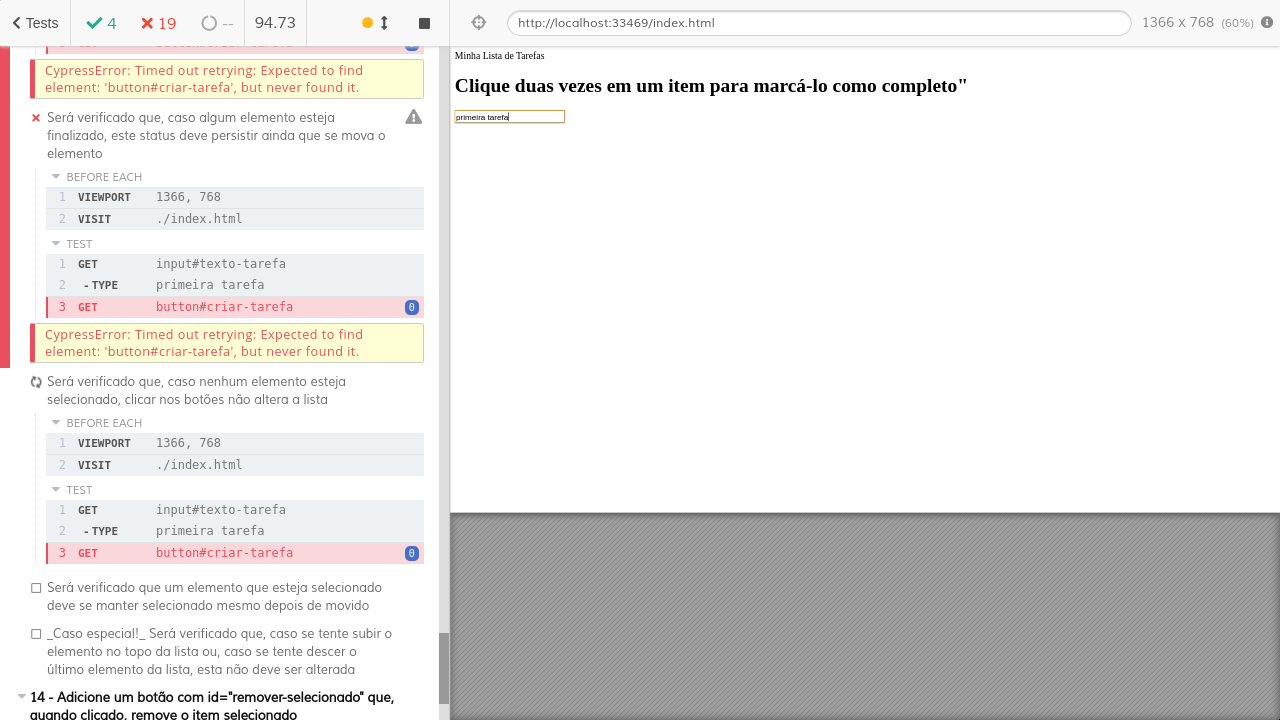 Tests
4
19
--
94.73
http://localhost:33469/index.html
1366 x 768 (60%)
CypressError: Timed out retrying: Expected to find
element: 'button#criar-tarefa', but never found it.
Será verificado que, caso algum elemento esteja
finalizado, este status deve persistir ainda que se mova o
elemento
BEFORE EACH
1 VIEWPORT 1366, 768
2 VISIT ./index.html
TEST
1 GET input#texto-tarefa
2 -TYPE primeira tarefa
3 GET button#criar-tarefa 0
CypressError: Timed out retrying: Expected to find
element: 'button#criar-tarefa', but never found it.
Será verificado que, caso nenhum elemento esteja
selecionado, clicar nos botões não altera a lista
BEFORE EACH
1 VIEWPORT 1366, 768
2 VISIT ./index.html
TEST
1 GET input#texto-tarefa
2 -TYPE primeira tarefa
3 GET button#criar-tarefa 0
Será verificado que um elemento que esteja selecionado
deve se manter selecionado mesmo depois de movido
_Caso especial!_ Será verificado que, caso se tente subir o
elemento no topo da lista ou, caso se tente descer o
último elemento da lista, esta não deve ser alterada
14 - Adicione um botão com id="remover-selecionado" que,
quando clicado, remove o item selecionado
Minha Lista de Tarefas
Clique duas vezes em um item para marcá-lo como completo"
primeira tarefa